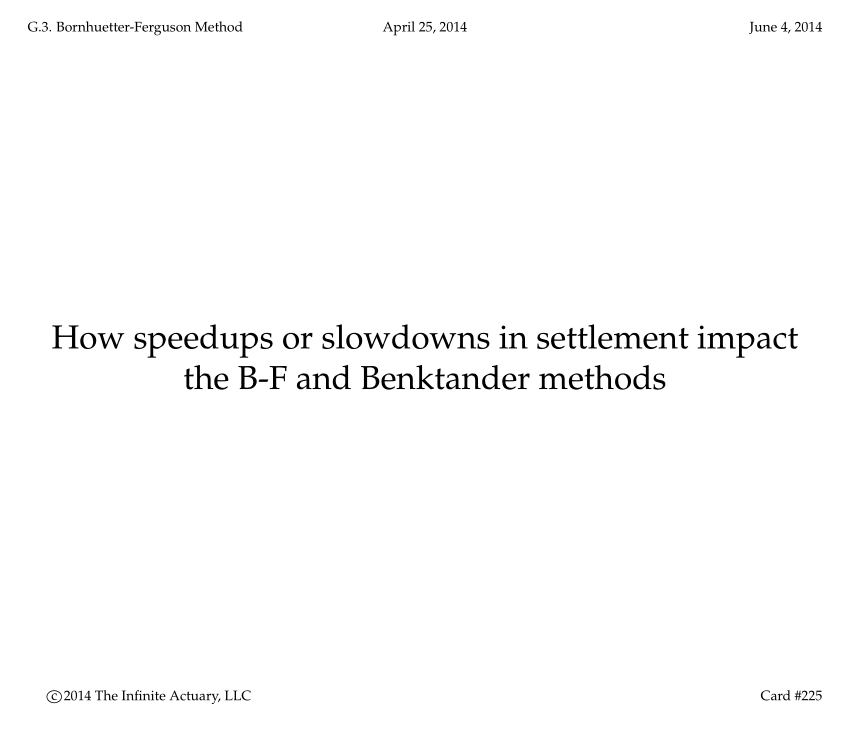 G.3. Bornhuetter-Ferguson Method April 25, 2014 June 4, 2014
How speedups or slowdowns in settlement impact
the B-F and Benktander methods
©2014 The Infinite Actuary, LLC Card #225